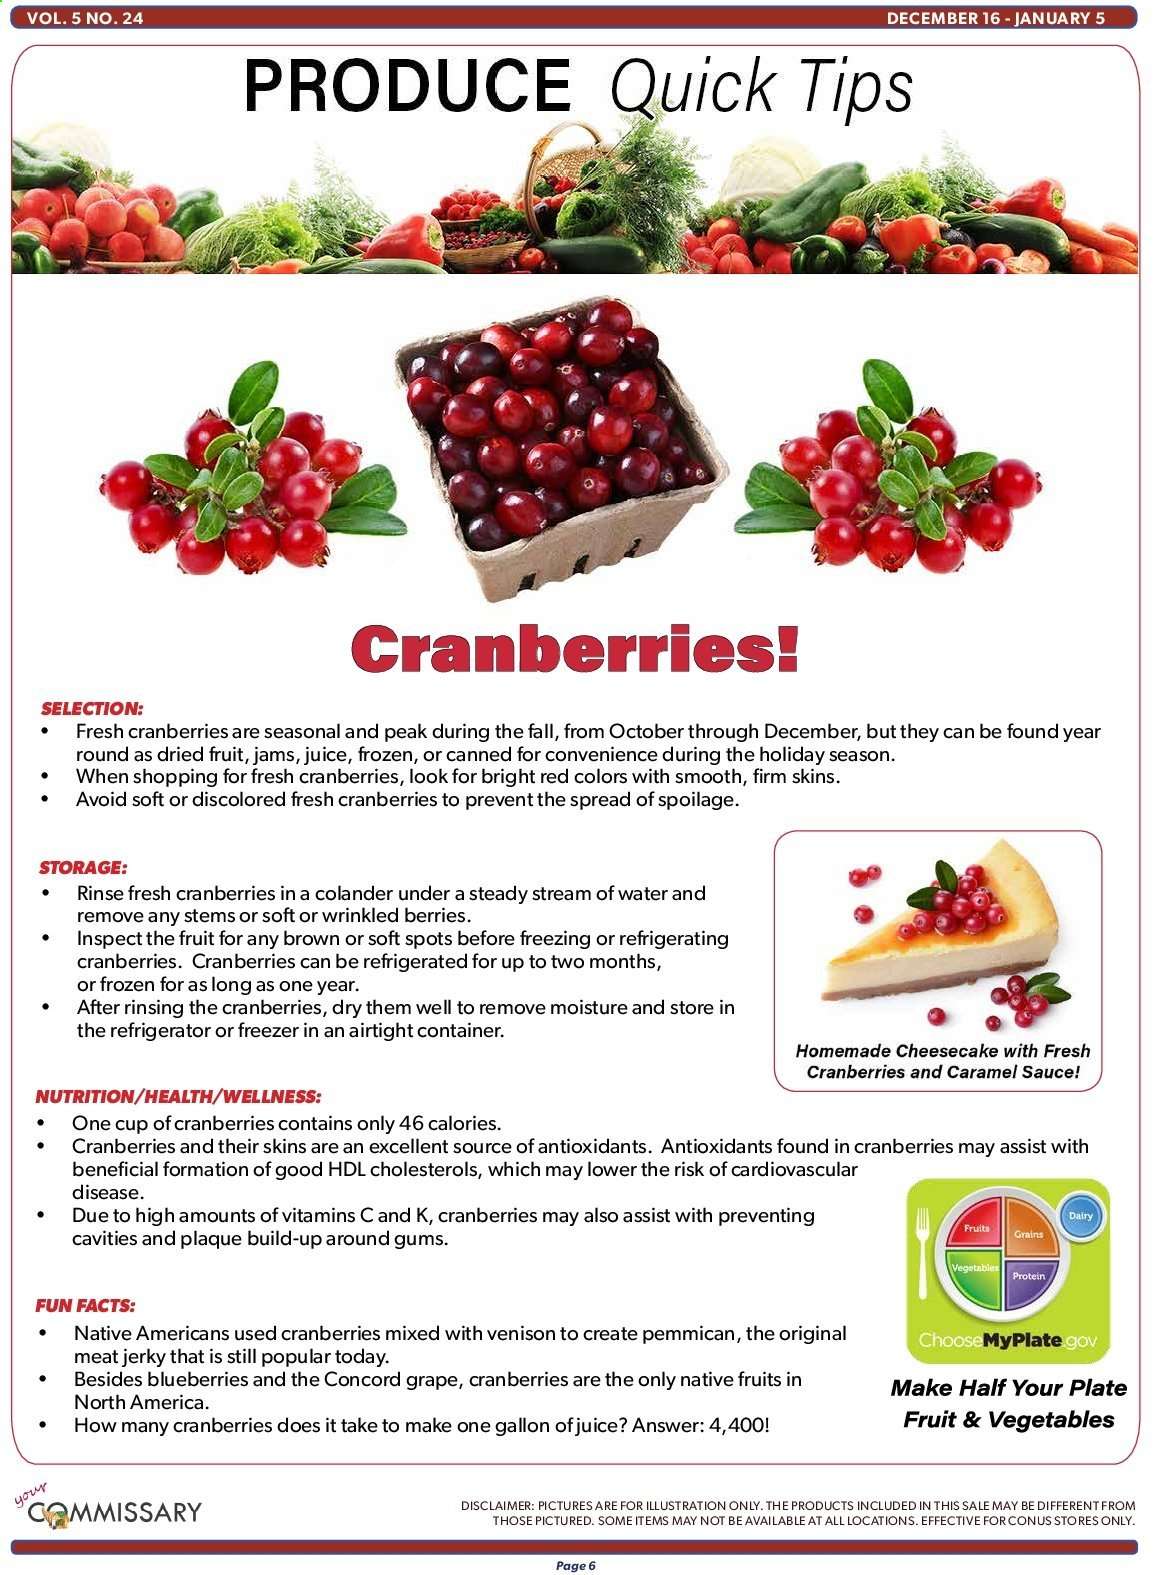 VOL. 5 NO. 24
DECEMBER 16 - JANUARY 5
PRODUCE Quick Tips
Cranberries!
SELECTION:
• Fresh cranberries are seasonal and peak during the fall, from October through December, but they can be found year
round as dried fruit, jams, juice, frozen, or canned for convenience during the holiday season.
• When shopping for fresh cranberries, look for bright red colors with smooth, firm skins.
• Avoid soft or discolored fresh cranberries to prevent the spread of spoilage.
STORAGE:
• Rinse fresh cranberries in a colander under a steady stream of water and
remove any stems or soft or wrinkled berries.
• Inspect the fruit for any brown or soft spots before freezing or refrigerating
cranberries. Cranberries can be refrigerated for up to two months,
or frozen for as long as one year.
• After rinsing the cranberries, dry them well to remove moisture and store in
the refrigerator or freezer in an airtight container.
Homemade Cheesecake with Fresh
Cranberries and Caramel Sauce!
NUTRITION/HEALTH/WELLNESS:
• One cup of cranberries contains only 46 calories.
• Cranberries and their skins are an excellent source of antioxidants. Antioxidants found in cranberries may assist with
beneficial formation of good HDL cholesterols, which may lower the risk of cardiovascular
disease.
• Due to high amounts of vitamins C and K, cranberries may also assist with preventing
cavities and plaque build-up around gums.
Fruits
Grains
Dairy
Vegetables
Protein
ChooseMyPlate.gov
Make Half Your Plate
Fruit & Vegetables
FUN FACTS:
• Native Americans used cranberries mixed with venison to create pemmican, the original
meat jerky that is still popular today.
• Besides blueberries and the Concord grape, cranberries are the only native fruits in
North America.
• How many cranberries does it take to make one gallon of juice? Answer: 4,400!
your
COMMISSARY
DISCLAIMER: PICTURES ARE FOR ILLUSTRATION ONLY. THE PRODUCTS INCLUDED IN THIS SALE MAY BE DIFFERENT FROM
THOSE PICTURED. SOME ITEMS MAY NOT BE AVAILABLE AT ALL LOCATIONS. EFFECTIVE FOR CONUS STORES ONLY.
Page 6